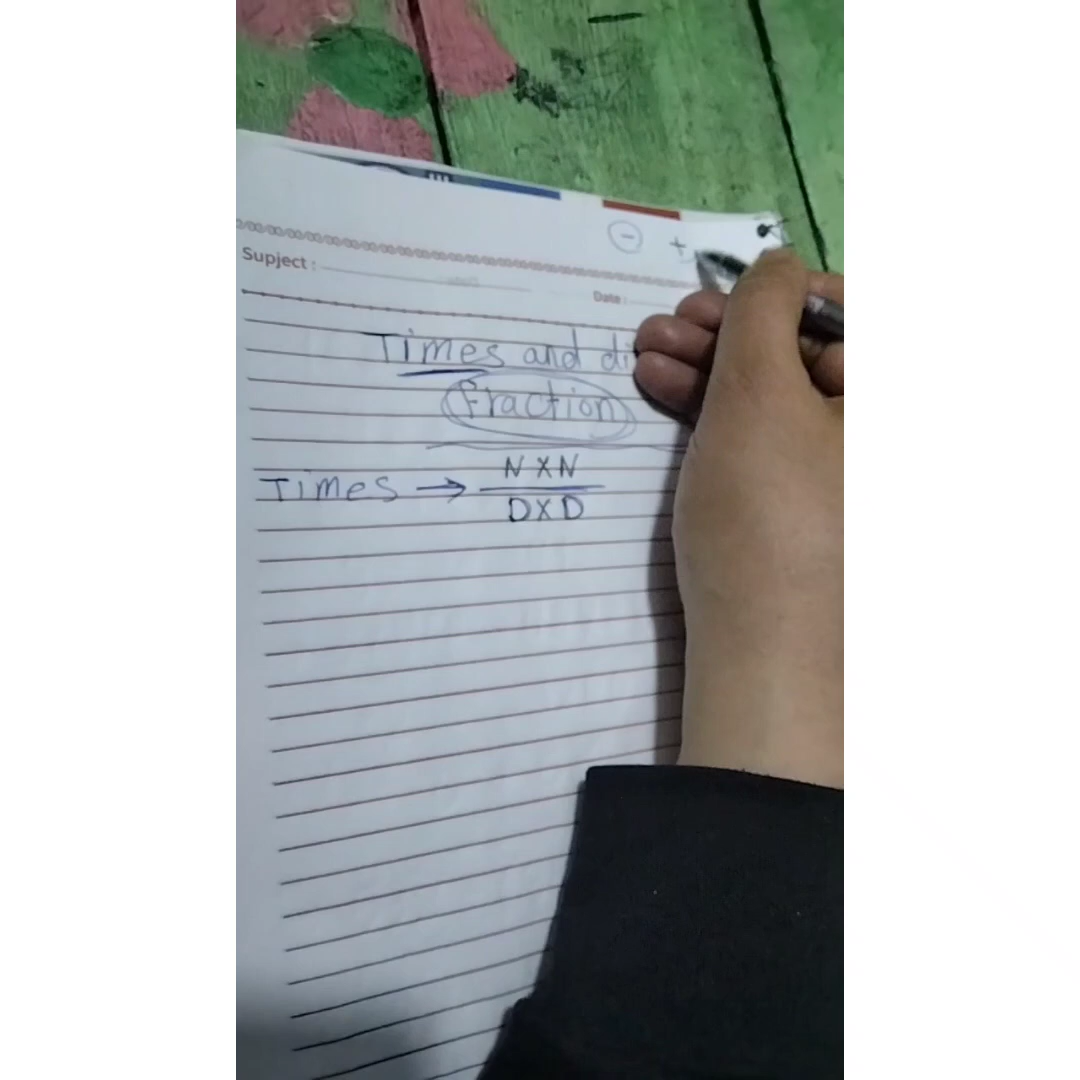 - +
Supject :
Date :
Times and di
fraction
Times → N X N
D X D